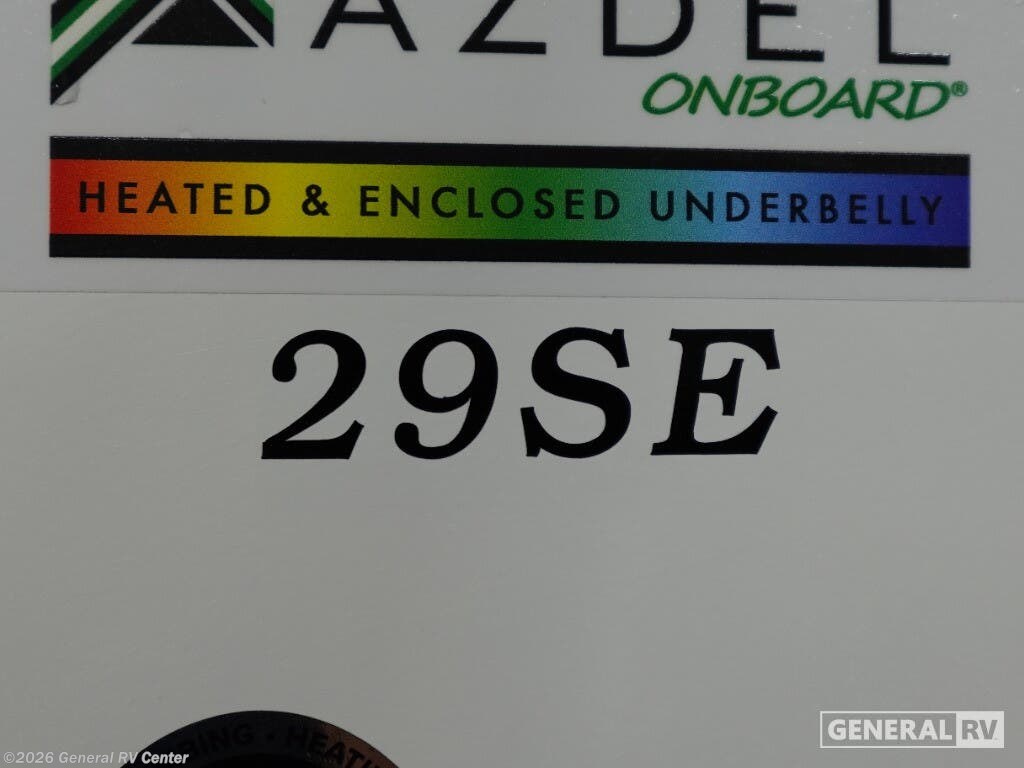 AZDEL
ONBOARD®
HEATED & ENCLOSED UNDERBELLY
29SE
GENERAL RV
©2026 General RV Center